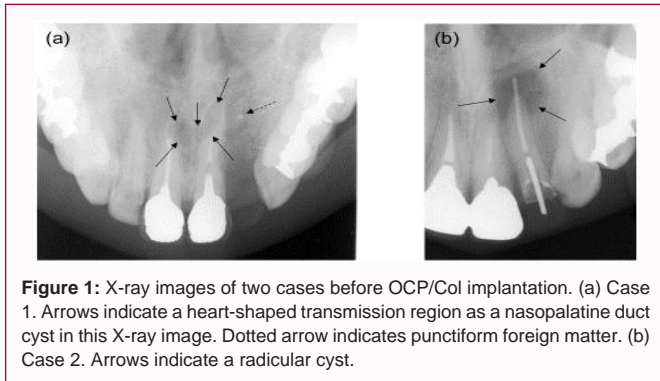 (a)
(b)
Figure 1: X-ray images of two cases before OCP/Col implantation. (a) Case
1. Arrows indicate a heart-shaped transmission region as a nasopalatine duct
cyst in this X-ray image. Dotted arrow indicates punctiform foreign matter. (b)
Case 2. Arrows indicate a radicular cyst.